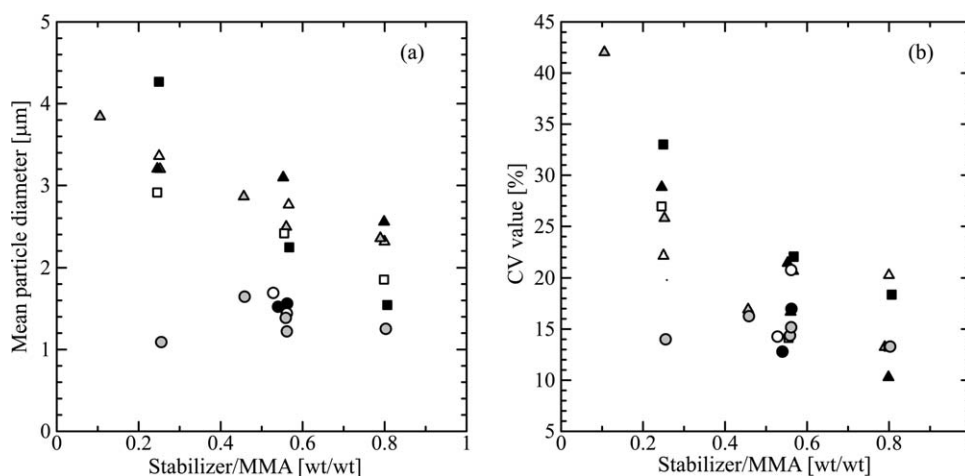 (a)
Mean particle diameter [μm]
5
4
3
2
1
0
0 0.2 0.4 0.6 0.8 1
Stabilizer/MMA [wt/wt]
(b)
CV value [%]
45
40
35
30
25
20
15
10
5
0 0.2 0.4 0.6 0.8
Stabilizer/MMA [wt/wt]